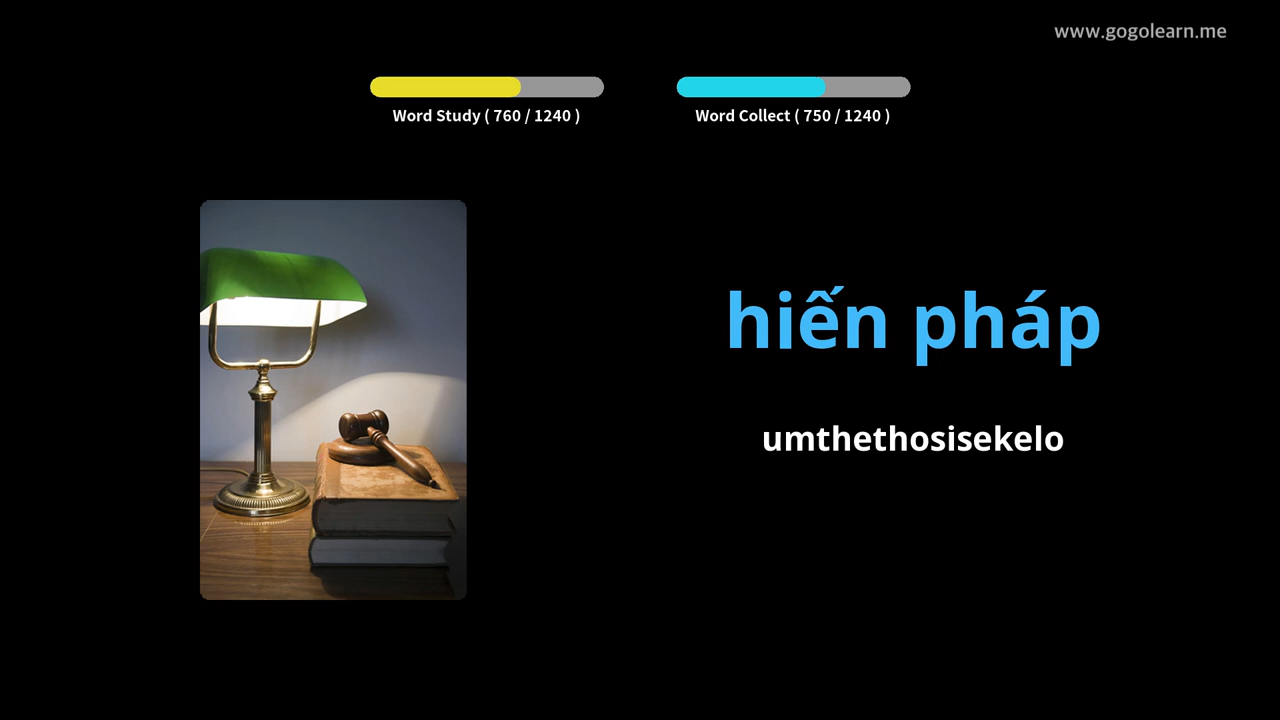 www.gogolearn.me
Word Study ( 760 / 1240 )
Word Collect ( 750 / 1240 )
hiến pháp
umthethosisekelo